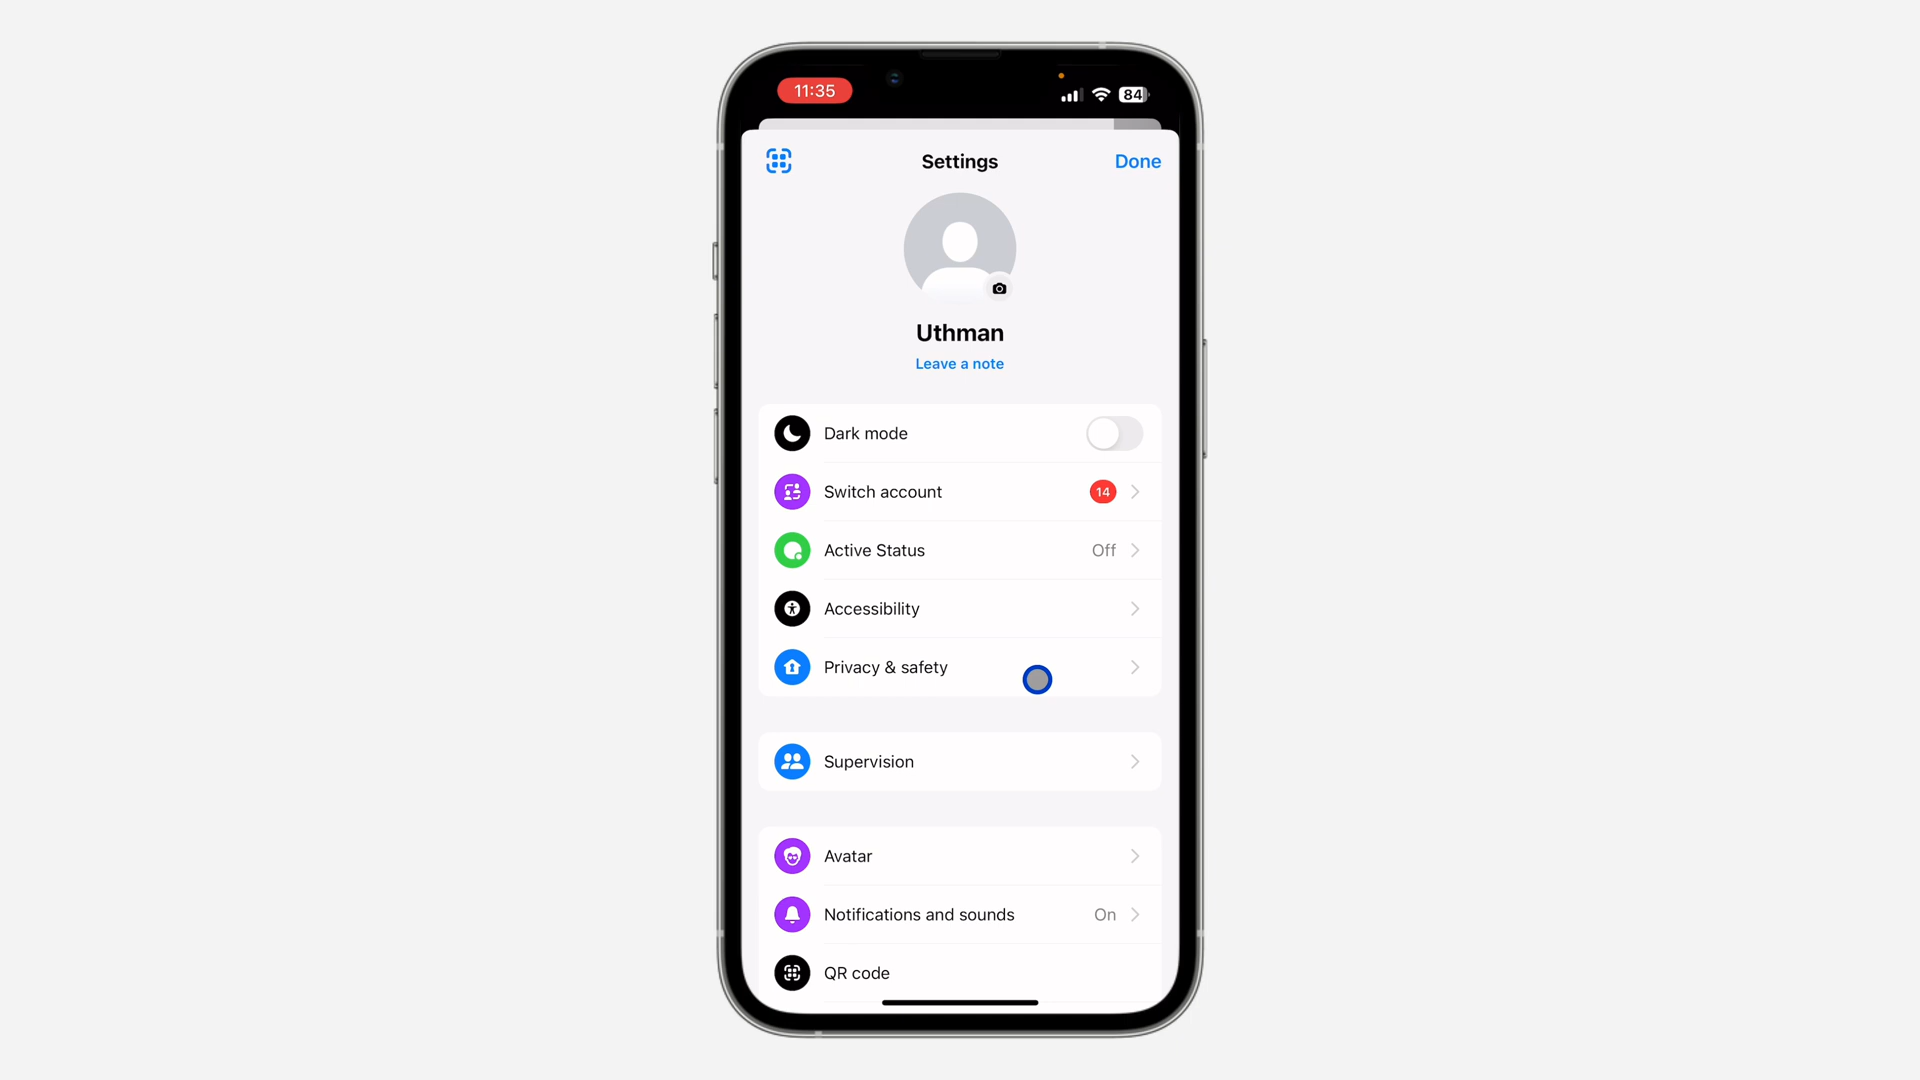 11:35
84
Settings
Done
Uthman
Leave a note
Dark mode
Switch account
14
Active Status
Off
Accessibility
Privacy & safety
Supervision
Avatar
Notifications and sounds
On
QR code